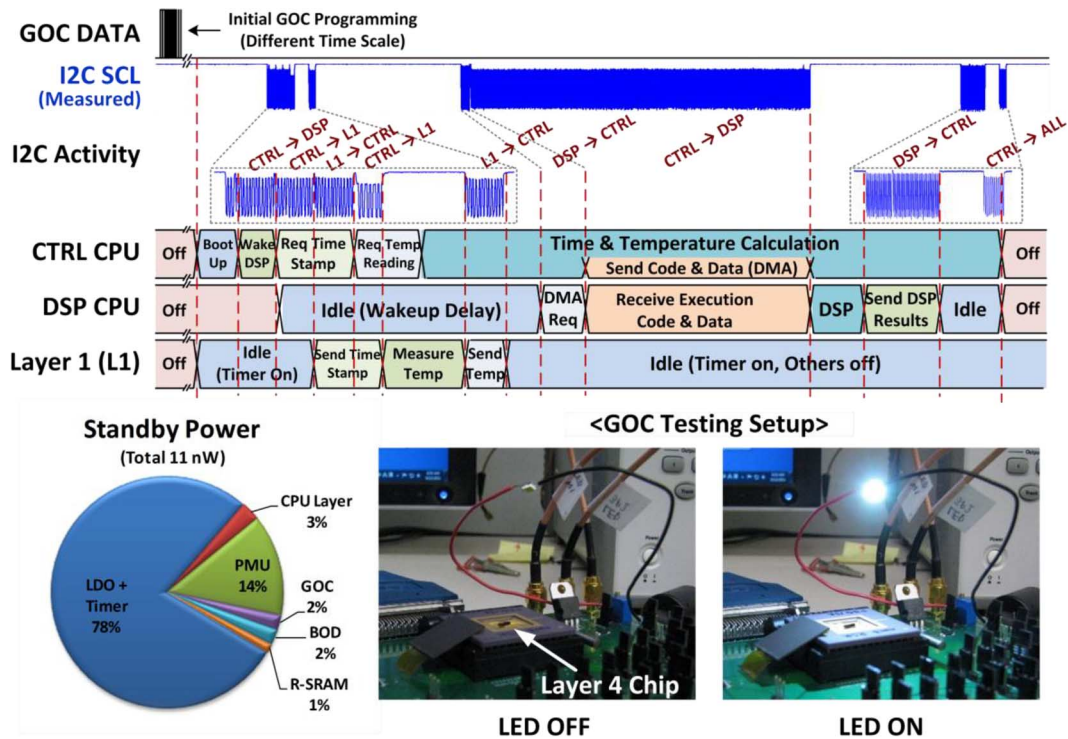 GOC DATA
Initial GOC Programming
(Different Time Scale)
I2C SCL
(Measured)
I2C Activity
CTRL → DSP
CTRL → L1
L1 → CTRL
CTRL → L1
L1 → CTRL
DSP → CTRL
CTRL → DSP
DSP → CTRL
CTRL → ALL
CTRL CPU
Off
Boot
Up
Wake
DSP
Req Time
Stamp
Req Temp
Reading
Time & Temperature Calculation
Send Code & Data (DMA)
Off
DSP CPU
Off
Idle (Wakeup Delay)
DMA
Req
Receive Execution
Code & Data
DSP
Send DSP
Results
Idle
Off
Layer 1 (L1)
Off
Idle
(Timer On)
Send Time
Stamp
Measure
Temp
Send
Temp
Idle (Timer on, Others off)
Standby Power
(Total 11 nW)
CPU Layer
3%
PMU
14%
GOC
2%
BOD
2%
R-SRAM
1%
LDO +
Timer
78%
<GOC Testing Setup>
Layer 4 Chip
LED OFF
LED ON